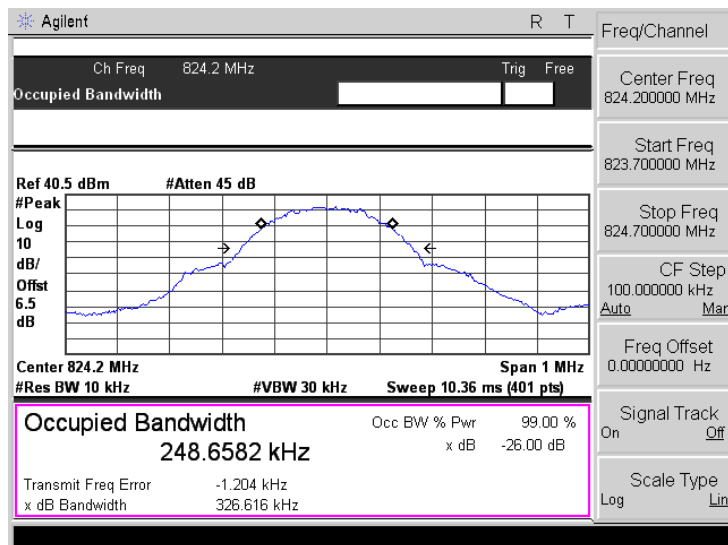 Agilent R T
Ch Freq 824.2 MHz Trig Free
Occupied Bandwidth
Ref 40.5 dBm #Atten 45 dB
#Peak
Log
10
dB/
Offst
6.5
dB
Center 824.2 MHz Span 1 MHz
#Res BW 10 kHz #VBW 30 kHz Sweep 10.36 ms (401 pts)
Occupied Bandwidth
248.6582 kHz
Occ BW % Pwr 99.00 %
x dB -26.00 dB
Transmit Freq Error -1.204 kHz
x dB Bandwidth 326.616 kHz
Freq/Channel
Center Freq
824.200000 MHz
Start Freq
823.700000 MHz
Stop Freq
824.700000 MHz
CF Step
100.000000 kHz
Auto Man
Freq Offset
0.00000000 Hz
Signal Track
On Off
Scale Type
Log Lin